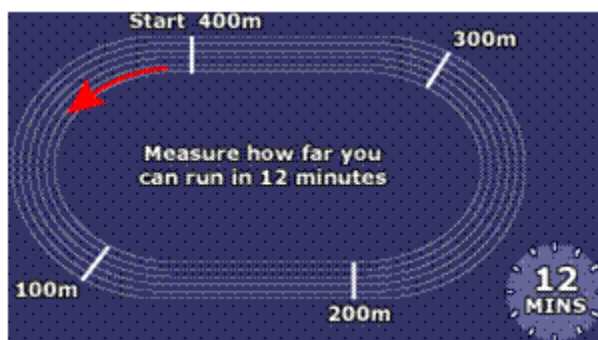 Start 400m
300m
Measure how far you
can run in 12 minutes
100m
200m
12
MINS